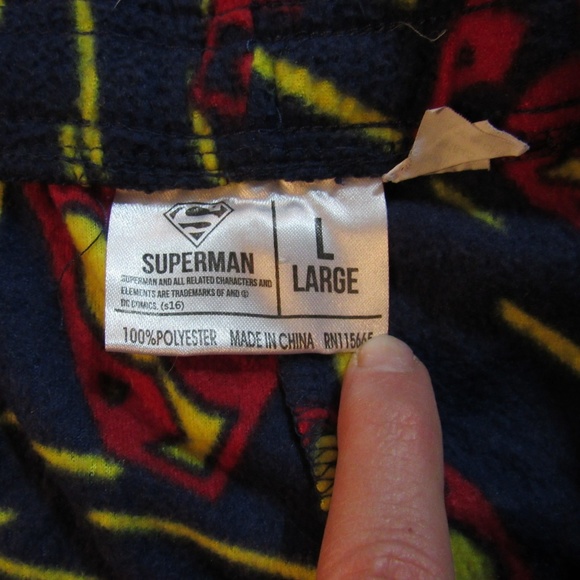 S
SUPERMAN
SUPERMAN AND ALL RELATED CHARACTERS AND
ELEMENTS ARE TRADEMARKS OF AND ©
DC COMICS. (s16)
L
LARGE
100%POLYESTER MADE IN CHINA RN115665